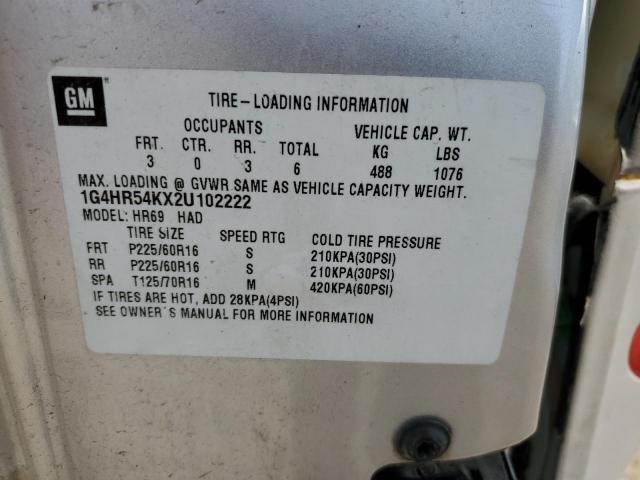 GM
TIRE-LOADING INFORMATION
OCCUPANTS VEHICLE CAP. WT.
FRT. CTR. RR. TOTAL KG LBS
3 0 3 6 488 1076
MAX. LOADING @ GVWR SAME AS VEHICLE CAPACITY WEIGHT.
1G4HR54KX2U102222
MODEL: HR69 HAD
TIRE SIZE SPEED RTG COLD TIRE PRESSURE
FRT P225/60R16 S 210KPA(30PSI)
RR P225/60R16 S 210KPA(30PSI)
SPA T125/70R16 M 420KPA(60PSI)
IF TIRES ARE HOT, ADD 28KPA(4PSI)
SEE OWNER'S MANUAL FOR MORE INFORMATION